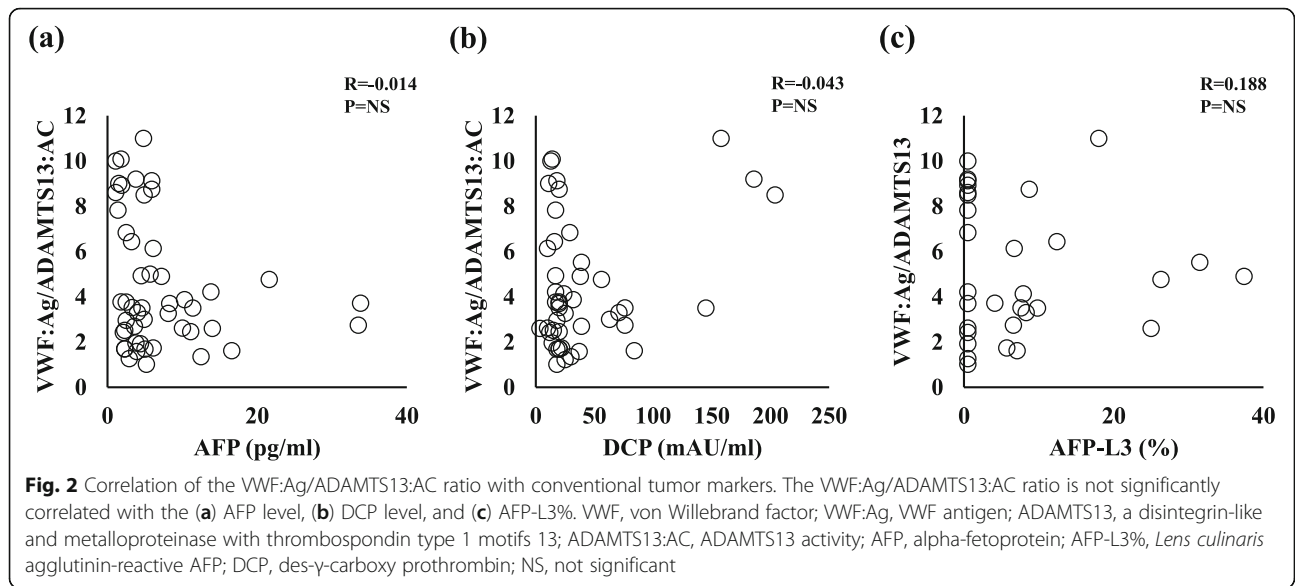 (a)
(b)
(c)
R=-0.014
P=NS
R=-0.043
P=NS
R=0.188
P=NS
VWF:Ag/ADAMTS13:AC
12
10
8
6
4
2
0
0
20
40
AFP (pg/ml)
VWF:Ag/ADAMTS13:AC
12
10
8
6
4
2
0
0
50
100
150
200
250
DCP (mAU/ml)
VWF:Ag/ADAMTS13
12
10
8
6
4
2
0
0
20
40
AFP-L3 (%)
Fig. 2 Correlation of the VWF:Ag/ADAMTS13:AC ratio with conventional tumor markers. The VWF:Ag/ADAMTS13:AC ratio is not significantly
correlated with the (a) AFP level, (b) DCP level, and (c) AFP-L3%. VWF, von Willebrand factor; VWF:Ag, VWF antigen; ADAMTS13, a disintegrin-like
and metalloproteinase with thrombospondin type 1 motifs 13; ADAMTS13:AC, ADAMTS13 activity; AFP, alpha-fetoprotein; AFP-L3%, Lens culinaris
agglutinin-reactive AFP; DCP, des-γ-carboxy prothrombin; NS, not significant